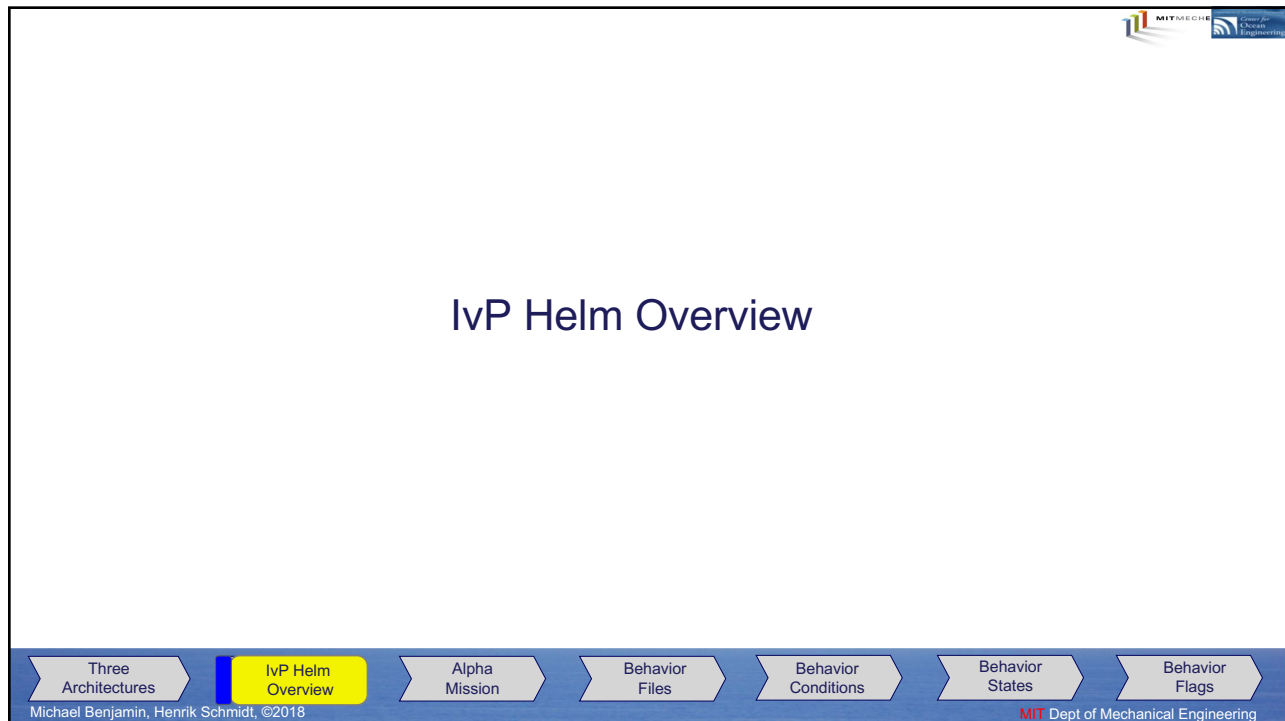 MITMECHE
Center for
Ocean
Engineering
IvP Helm Overview
Three
Architectures
IvP Helm
Overview
Alpha
Mission
Behavior
Files
Behavior
Conditions
Behavior
States
Behavior
Flags
Michael Benjamin, Henrik Schmidt, ©2018
MIT Dept of Mechanical Engineering